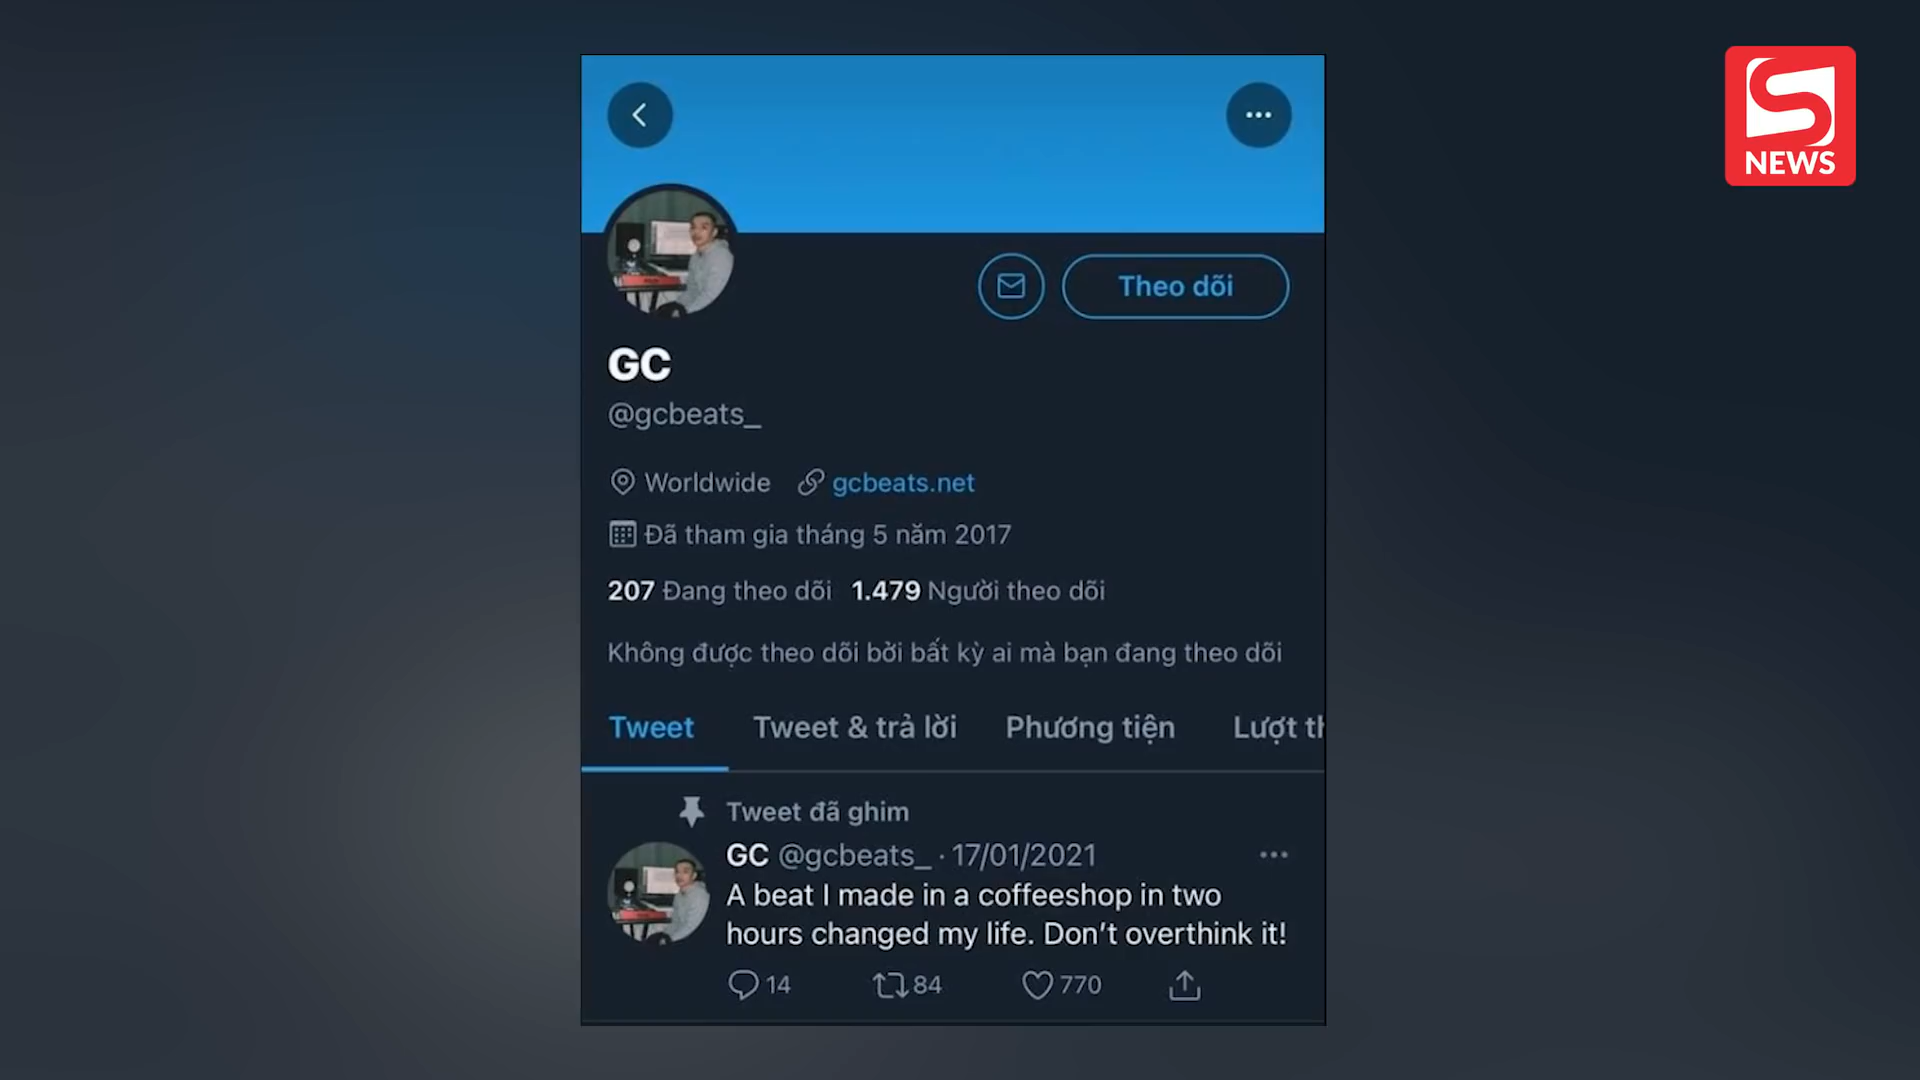 S
NEWS
Theo dõi
GC
@gcbeats_
Worldwide gcbeats.net
Đã tham gia tháng 5 năm 2017
207 Đang theo dõi 1.479 Người theo dõi
Không được theo dõi bởi bất kỳ ai mà bạn đang theo dõi
Tweet Tweet & trả lời Phương tiện Lượt th
Tweet đã ghim
GC @gcbeats_ · 17/01/2021
A beat I made in a coffeeshop in two
hours changed my life. Don't overthink it!
14 84 770